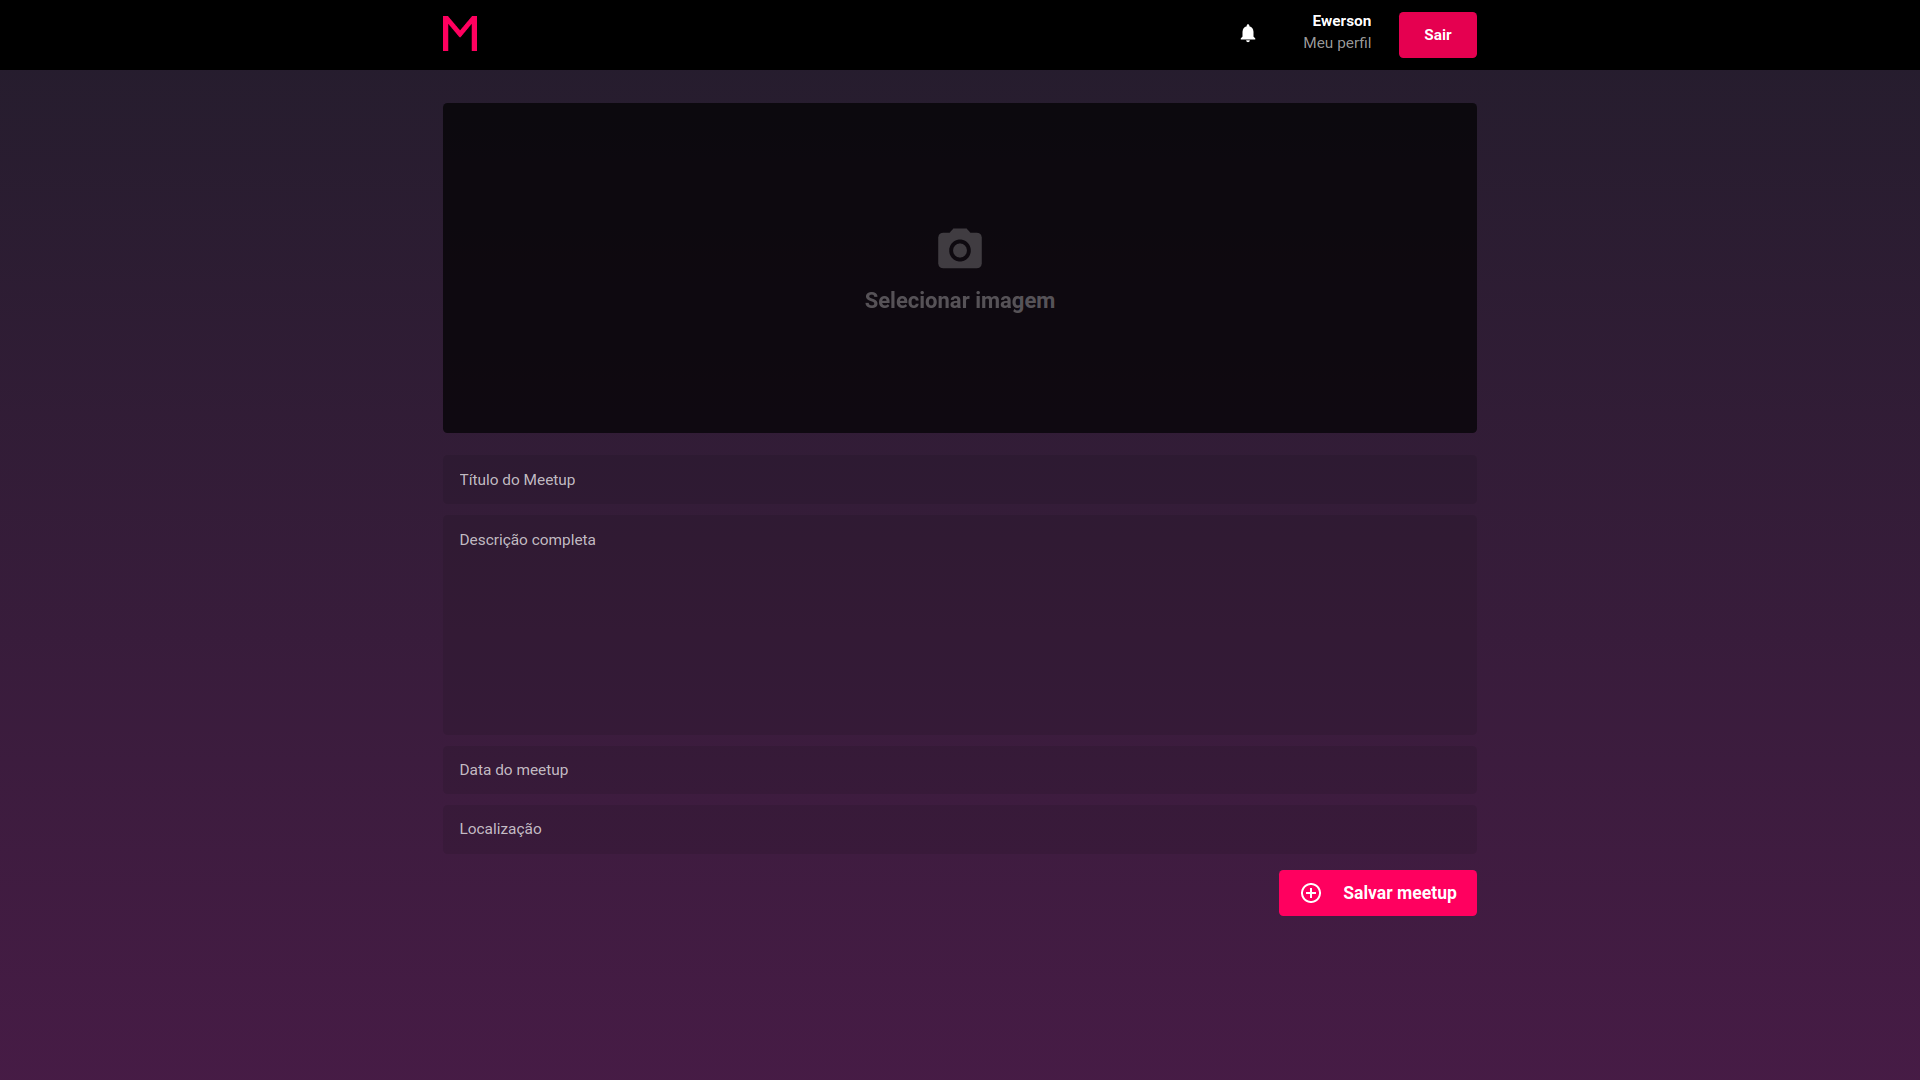 M
Ewerson
Meu perfil
Sair
Selecionar imagem
Título do Meetup
Descrição completa
Data do meetup
Localização
Salvar meetup